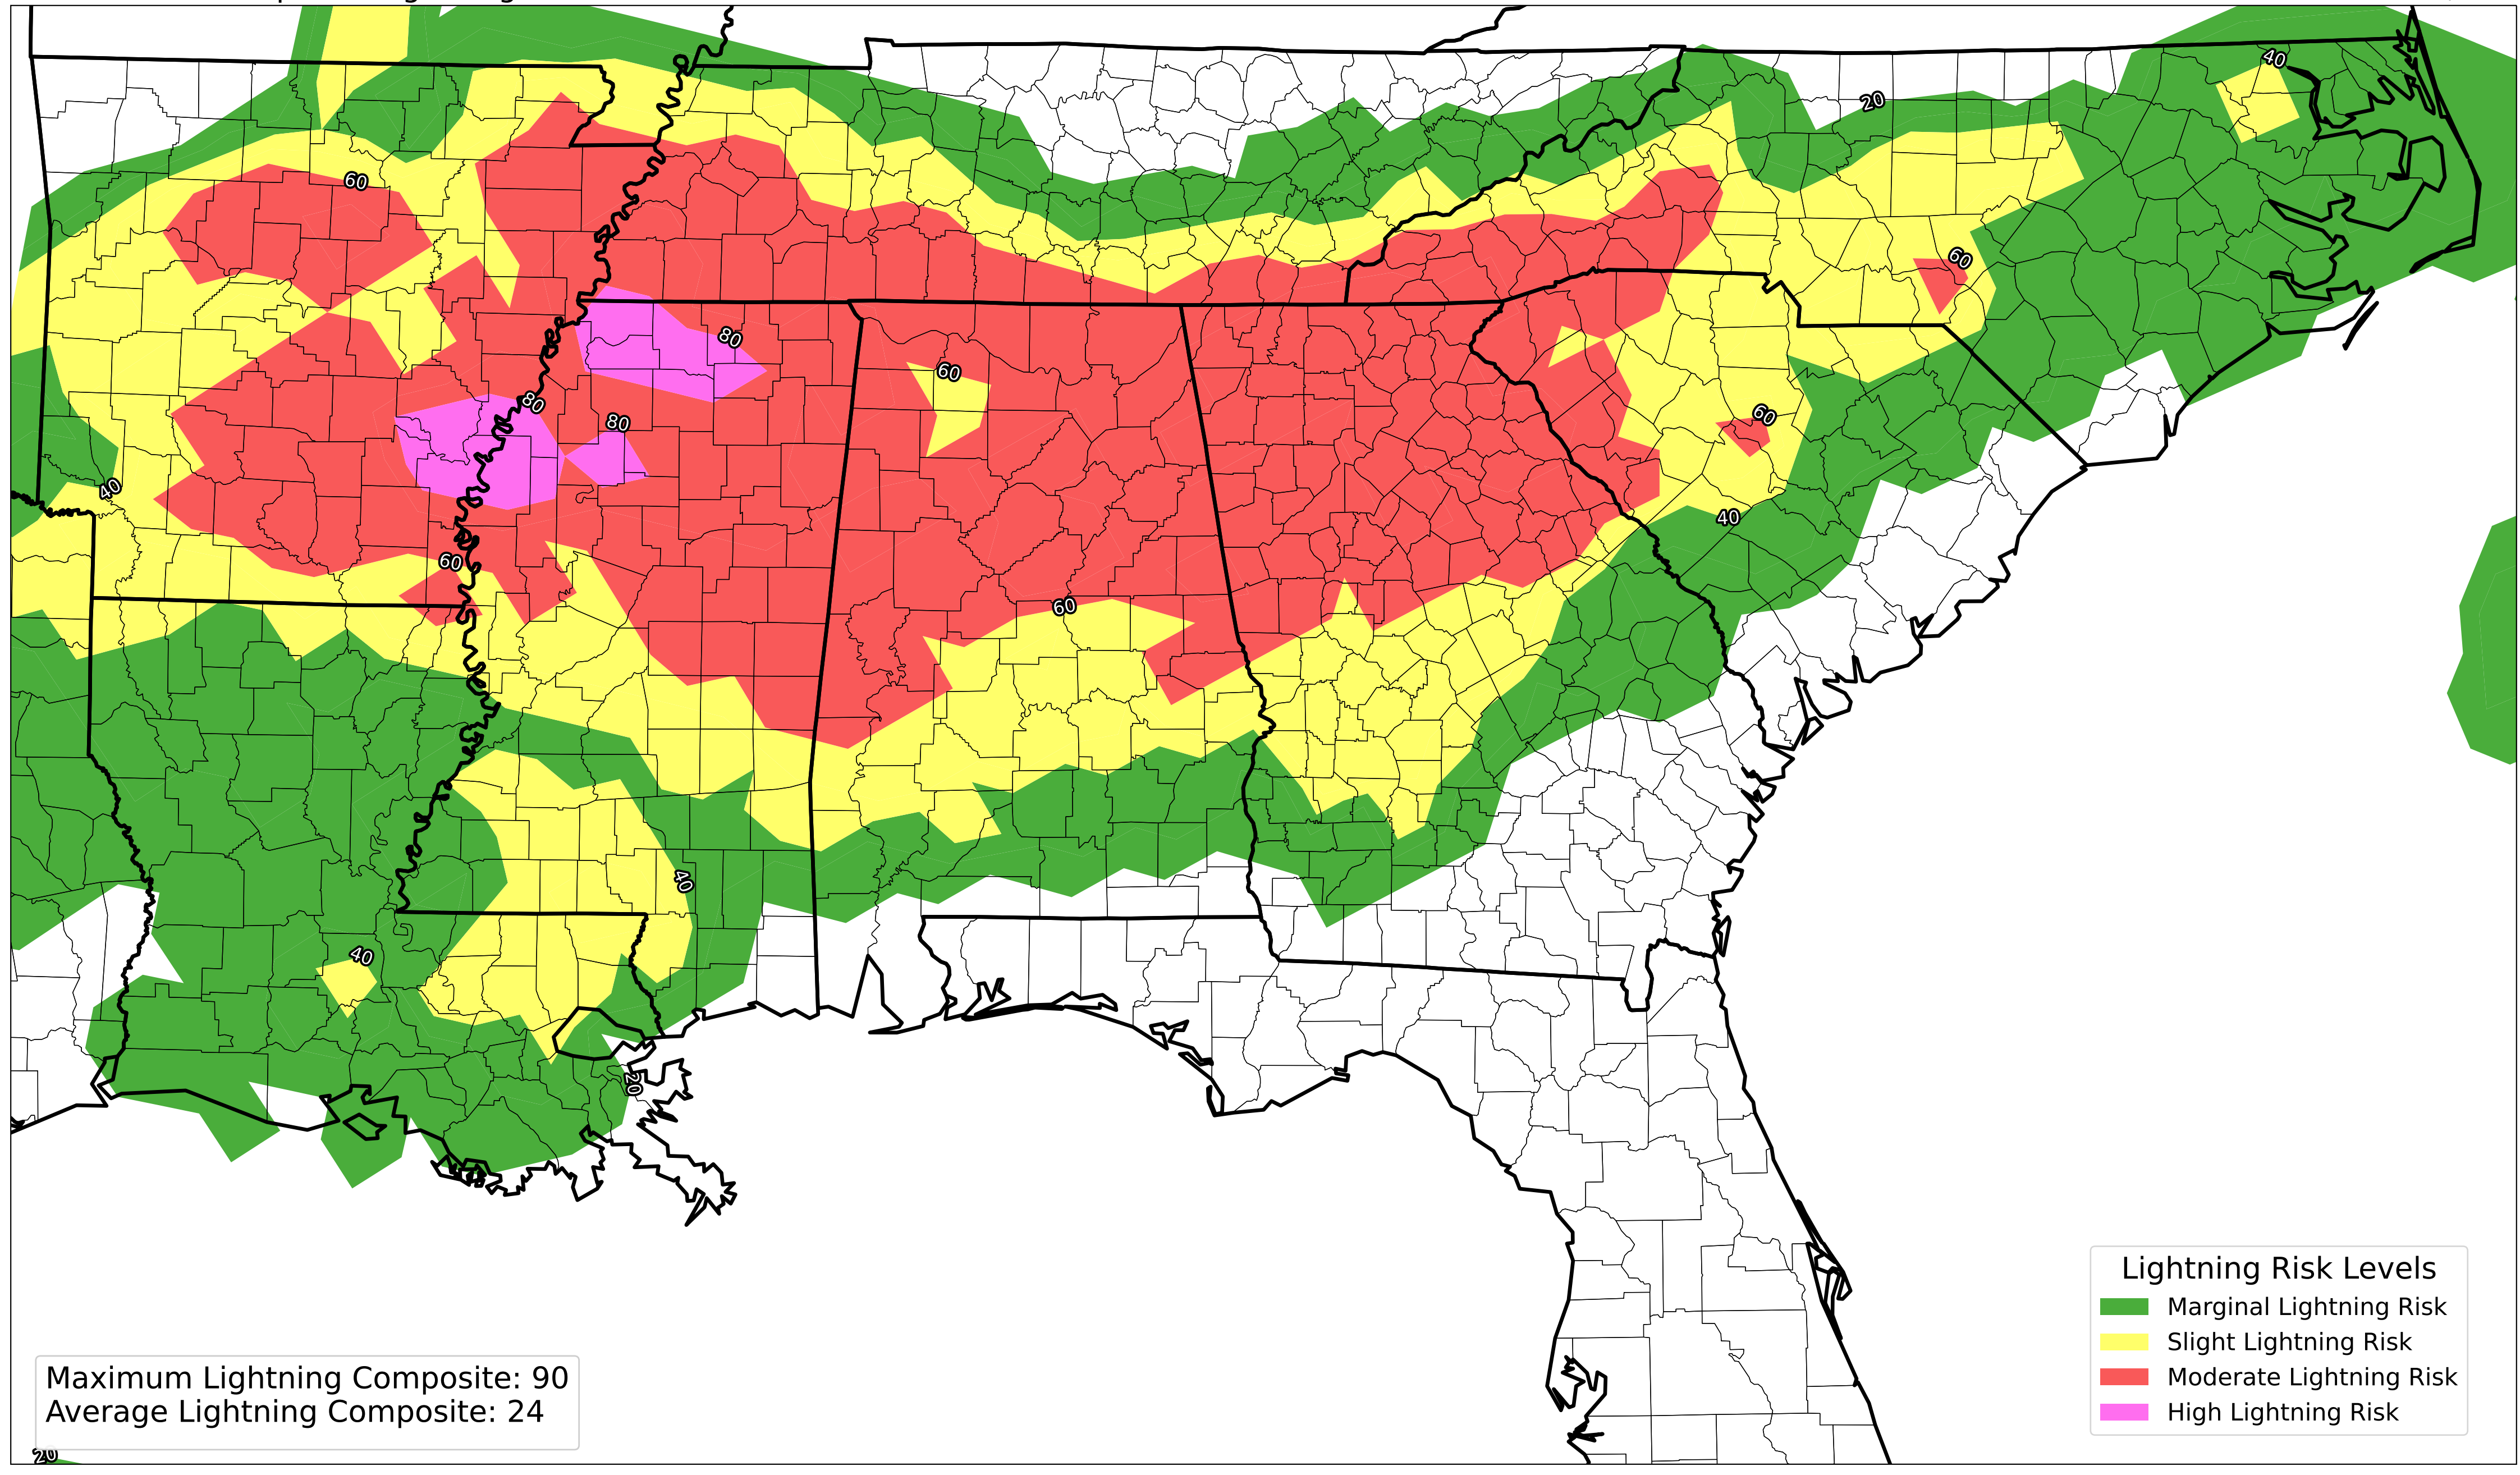 40
20
60
60
80
60
80
80
60
40
40
60
60
40
40
20
Lightning Risk Levels
Marginal Lightning Risk
Slight Lightning Risk
Moderate Lightning Risk
High Lightning Risk
Maximum Lightning Composite: 90
Average Lightning Composite: 24
20